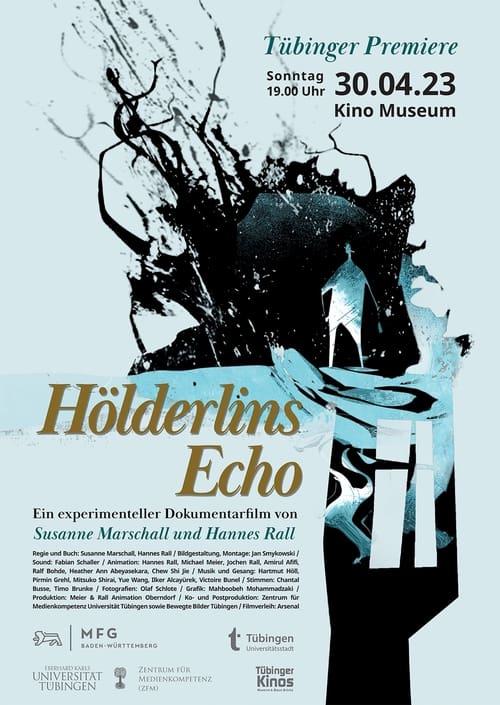 Tübinger Premiere
Sonntag
19.00 Uhr
30.04.23
Kino Museum
Hölderlins
Echo
Ein experimenteller Dokumentarfilm von
Susanne Marschall und Hannes Rall
Regie und Buch: Susanne Marschall, Hannes Rall / Bildgestaltung, Montage: Jan Smykowski /
Sound: Fabian Schaller / Animation: Hannes Rall, Michael Meier, Jochen Rall, Amirul Afifi,
Ralf Bohde, Heather Ann Abeyasekara, Chew Shi Jie / Musik und Gesang: Hartmut Höll,
Pirmin Grehl, Mitsuko Shirai, Yue Wang, Ilker Alcayürek, Victoire Bunel / Stimmen: Chantal
Busse, Timo Brunke / Fotografien: Olaf Schlote / Grafik: Mahboobeh Mohammadzaki /
Produktion: Meier & Rall Animation Oberndorf / Ko- und Postproduktion: Zentrum für
Medienkompetenz Universität Tübingen sowie Bewegte Bilder Tübingen / Filmverleih: Arsenal
MFG
BADEN-WÜRTTEMBERG
Tübingen
Universitätsstadt
EBERHARD KARLS
UNIVERSITÄT
TÜBINGEN
ZENTRUM FÜR
MEDIENKOMPETENZ
(ZFM)
Tübinger
Kinos
Museum & Blaue Brücke